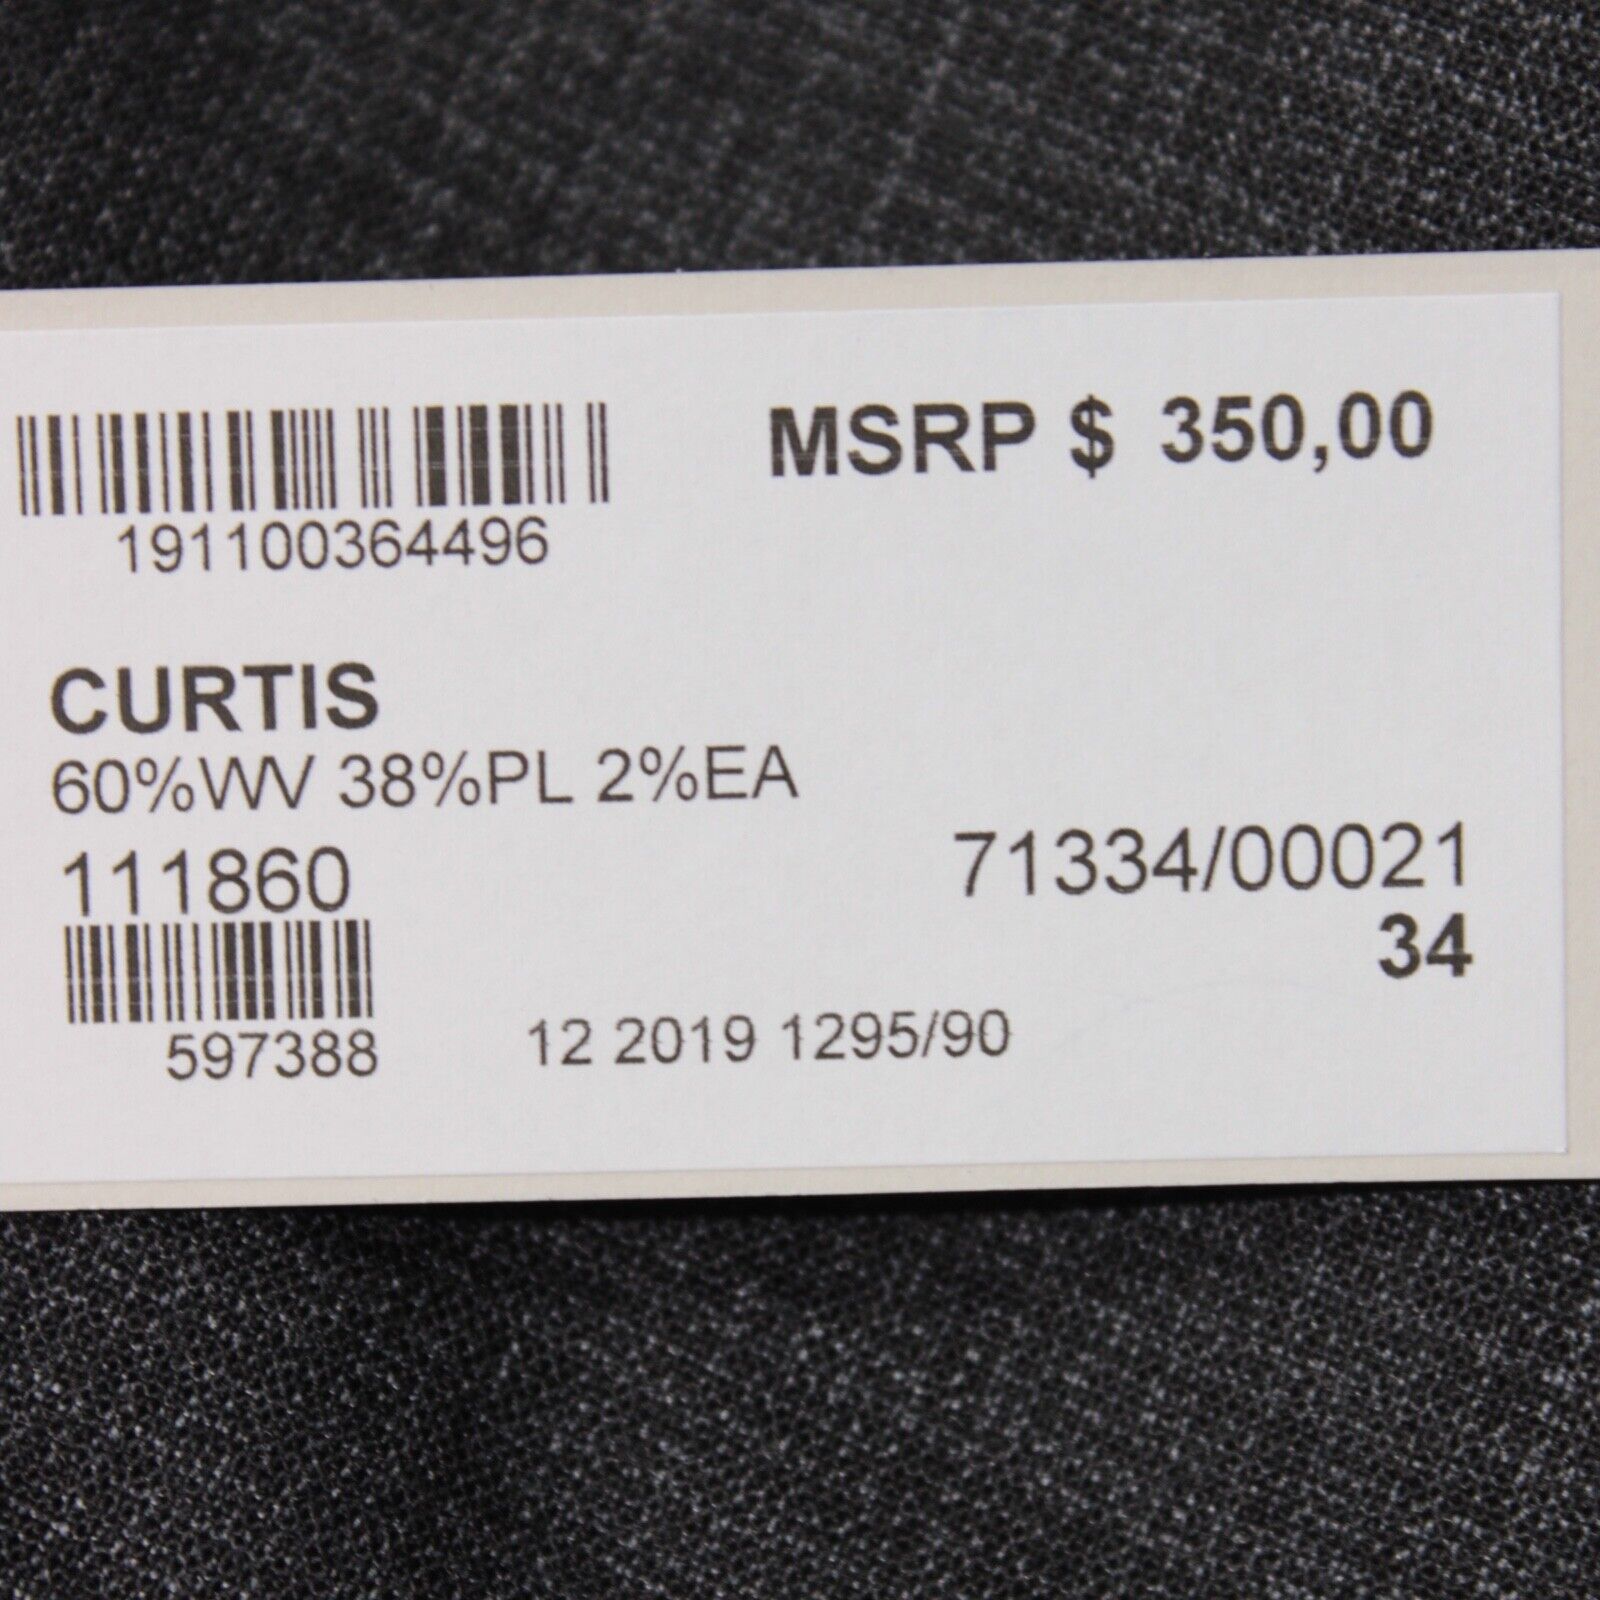 MSRP $ 350,00
191100364496
CURTIS
60%WV 38%PL 2%EA
111860
71334/00021
34
597388
12 2019 1295/90